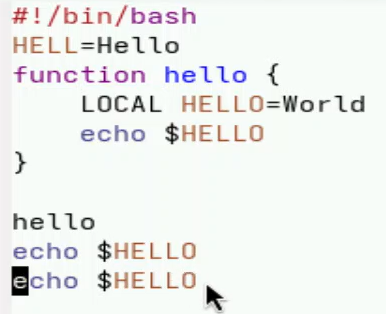 #!/bin/bash
HELL=Hello
function hello {
    LOCAL HELLO=World
    echo $HELLO
}

hello
echo $HELLO
echo $HELLO